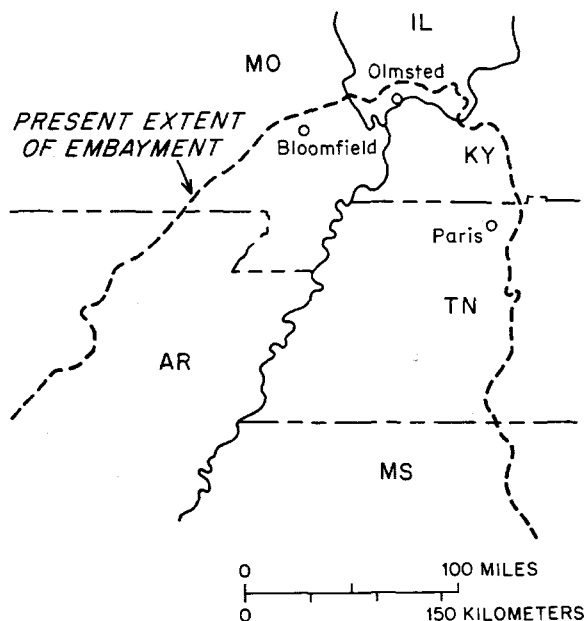 IL
MO
Olmsted
PRESENT EXTENT
OF EMBAYMENT
Bloomfield
KY
Paris
TN
AR
MS
0 100 MILES
0 150 KILOMETERS